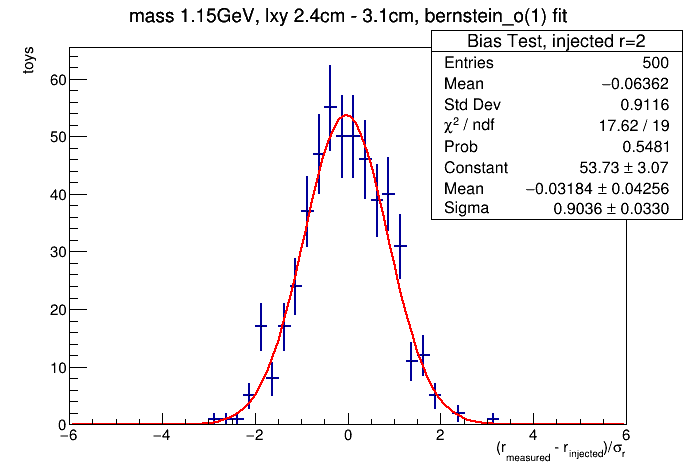 mass 1.15GeV, lxy 2.4cm - 3.1cm, bernstein_o(1) fit
toys
Bias Test, injected r=2
Entries 500
Mean −0.06362
Std Dev 0.9116
χ² / ndf 17.62 / 19
Prob 0.5481
Constant 53.73 ± 3.07
Mean −0.03184 ± 0.04256
Sigma 0.9036 ± 0.0330
60
50
40
30
20
10
0
−6 −4 −2 0 2 4 6
(r_measured - r_injected)/σ_r